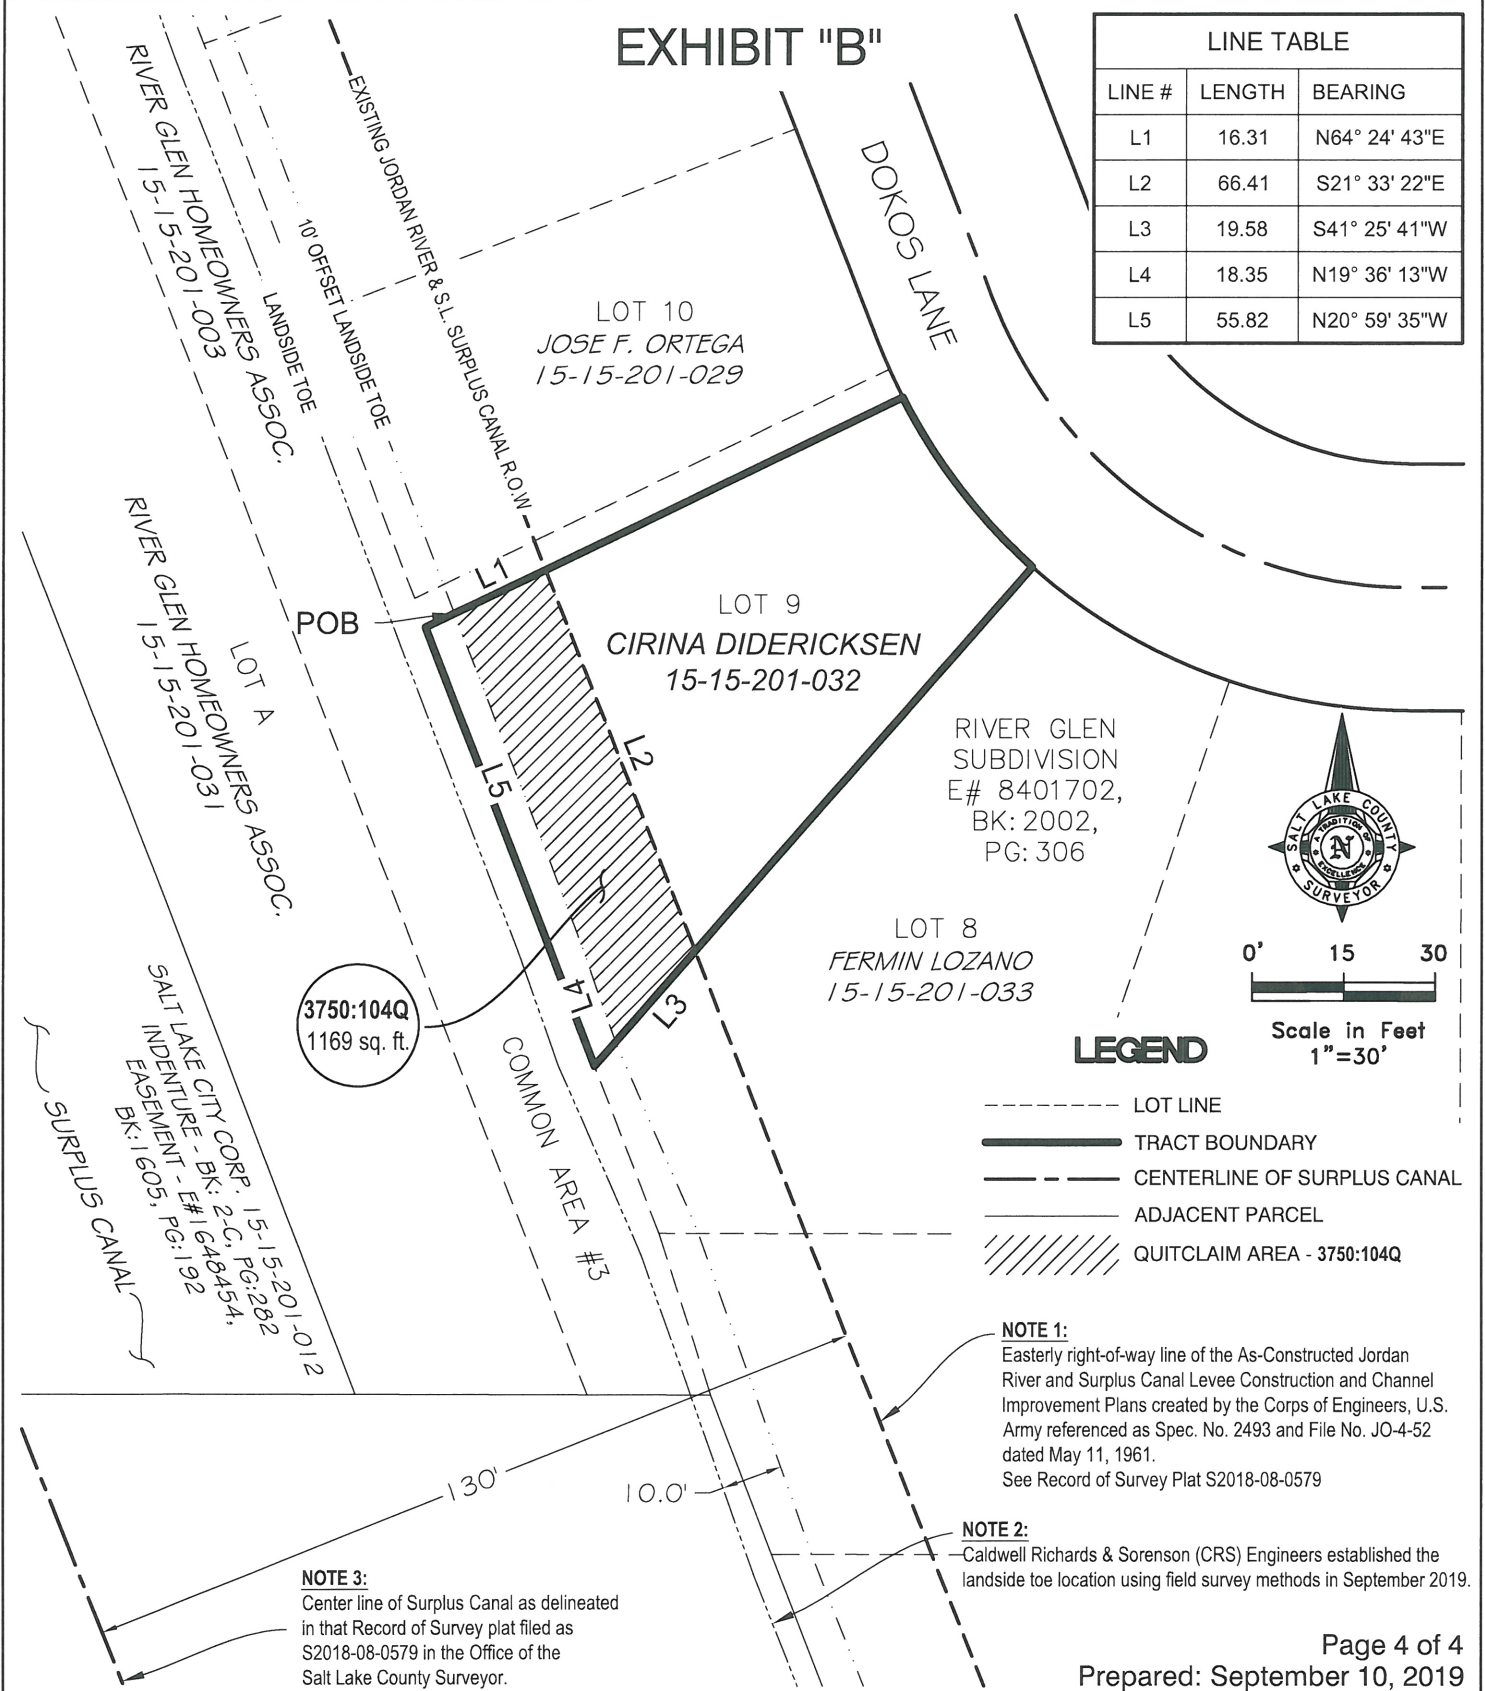 EXHIBIT "B"
LINE TABLE
LINE # LENGTH BEARING
L1 16.31 N64° 24' 43"E
L2 66.41 S21° 33' 22"E
L3 19.58 S41° 25' 41"W
L4 18.35 N19° 36' 13"W
L5 55.82 N20° 59' 35"W
RIVER GLEN HOMEOWNERS ASSOC.
15-15-201-003
LANDSIDE TOE
10' OFFSET LANDSIDE TOE
EXISTING JORDAN RIVER & S.L. SURPLUS CANAL R.O.W
DOKOS LANE
LOT 10
JOSE F. ORTEGA
15-15-201-029
L1
POB
LOT 9
CIRINA DIDERICKSEN
15-15-201-032
LOT A
RIVER GLEN HOMEOWNERS ASSOC.
15-15-201-031
L2
L5
RIVER GLEN
SUBDIVISION
E# 8401702,
BK: 2002,
PG: 306
SALT LAKE COUNTY
SURVEYOR
A TRADITION OF
EXCELLENCE
N
LOT 8
FERMIN LOZANO
15-15-201-033
0' 15 30
Scale in Feet
1"=30'
L4
L3
3750:104Q
1169 sq. ft.
COMMON AREA #3
SALT LAKE CITY CORP. 15-15-201-012
INDENTURE - BK: 2-C, PG:282
EASEMENT - E#1648454,
BK:1605, PG:192
SURPLUS CANAL
LEGEND
LOT LINE
TRACT BOUNDARY
CENTERLINE OF SURPLUS CANAL
ADJACENT PARCEL
QUITCLAIM AREA - 3750:104Q
NOTE 1:
Easterly right-of-way line of the As-Constructed Jordan
River and Surplus Canal Levee Construction and Channel
Improvement Plans created by the Corps of Engineers, U.S.
Army referenced as Spec. No. 2493 and File No. JO-4-52
dated May 11, 1961.
See Record of Survey Plat S2018-08-0579
130'
10.0'
NOTE 2:
Caldwell Richards & Sorenson (CRS) Engineers established the
landside toe location using field survey methods in September 2019.
NOTE 3:
Center line of Surplus Canal as delineated
in that Record of Survey plat filed as
S2018-08-0579 in the Office of the
Salt Lake County Surveyor.
Page 4 of 4
Prepared: September 10, 2019